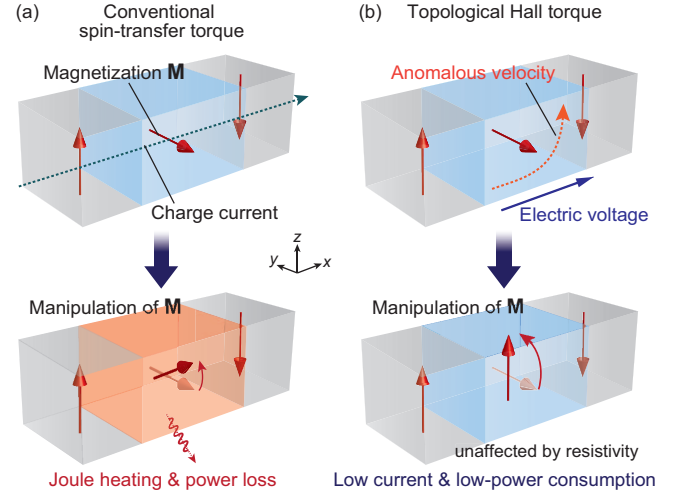 (a) Conventional
spin-transfer torque
Magnetization M
Charge current
Manipulation of M
Joule heating & power loss
z
y
x
(b) Topological Hall torque
Anomalous velocity
Electric voltage
Manipulation of M
unaffected by resistivity
Low current & low-power consumption